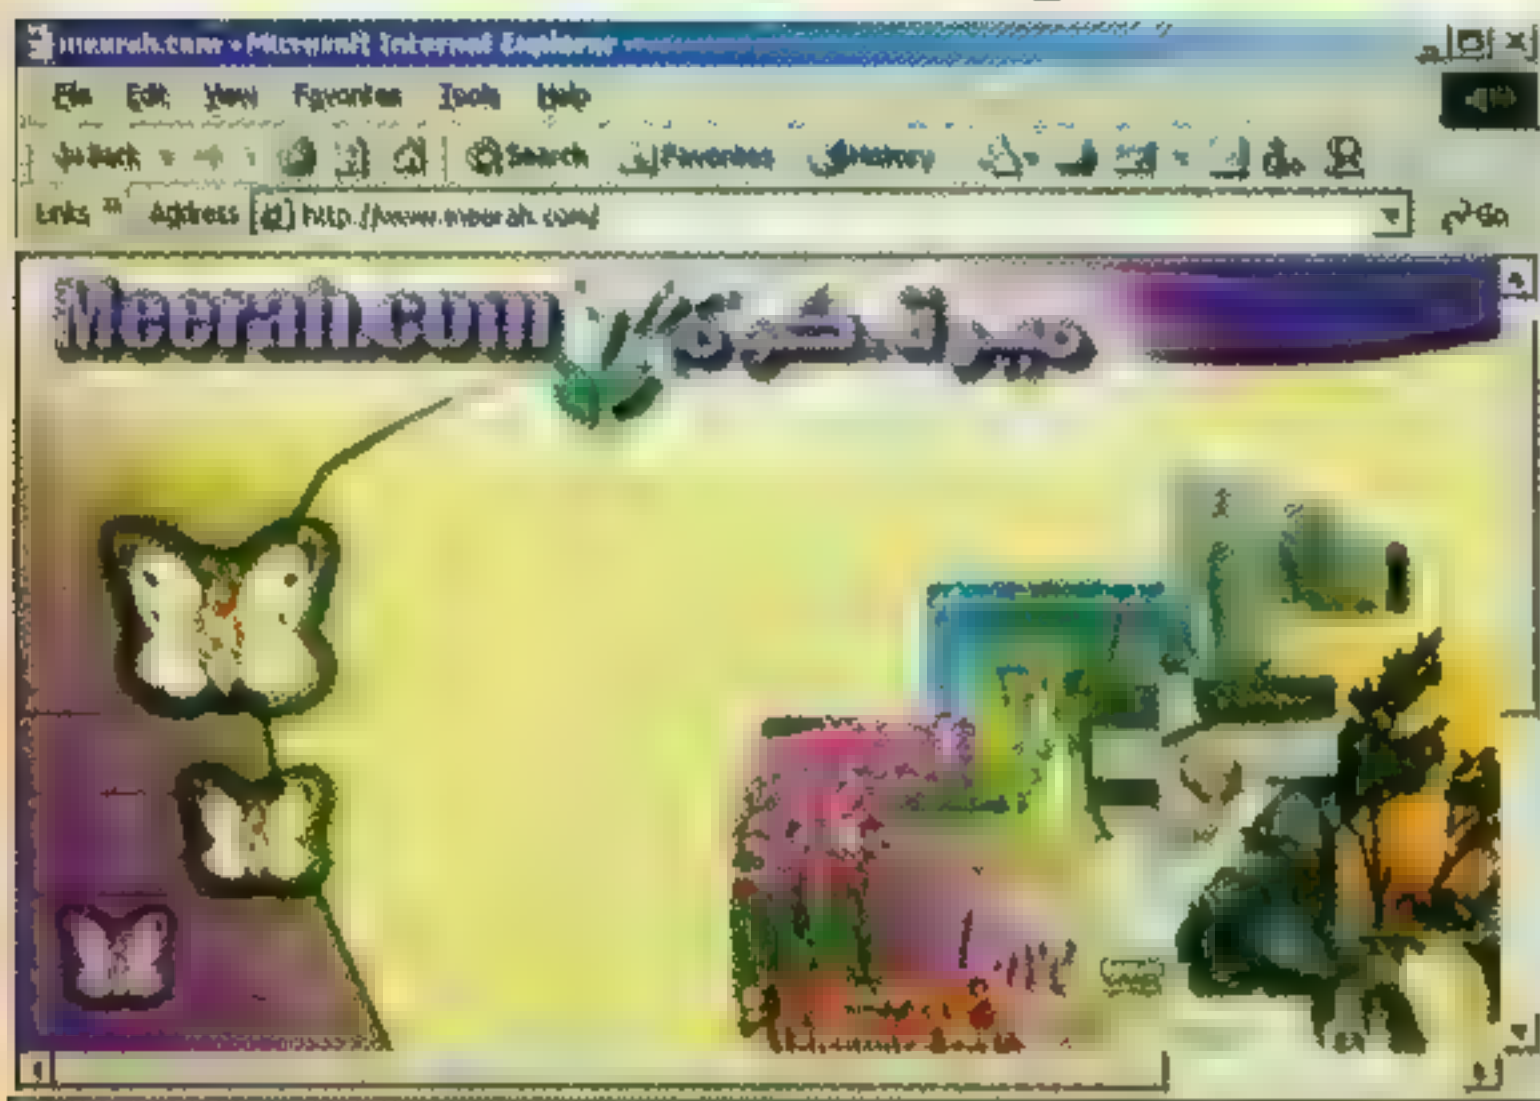 meerah.com - Microsoft Internet Explorer
File Edit View Favorites Tools Help
Back Search Favorites History
Links Address http://www.meerah.com/ Go
Meerah.com